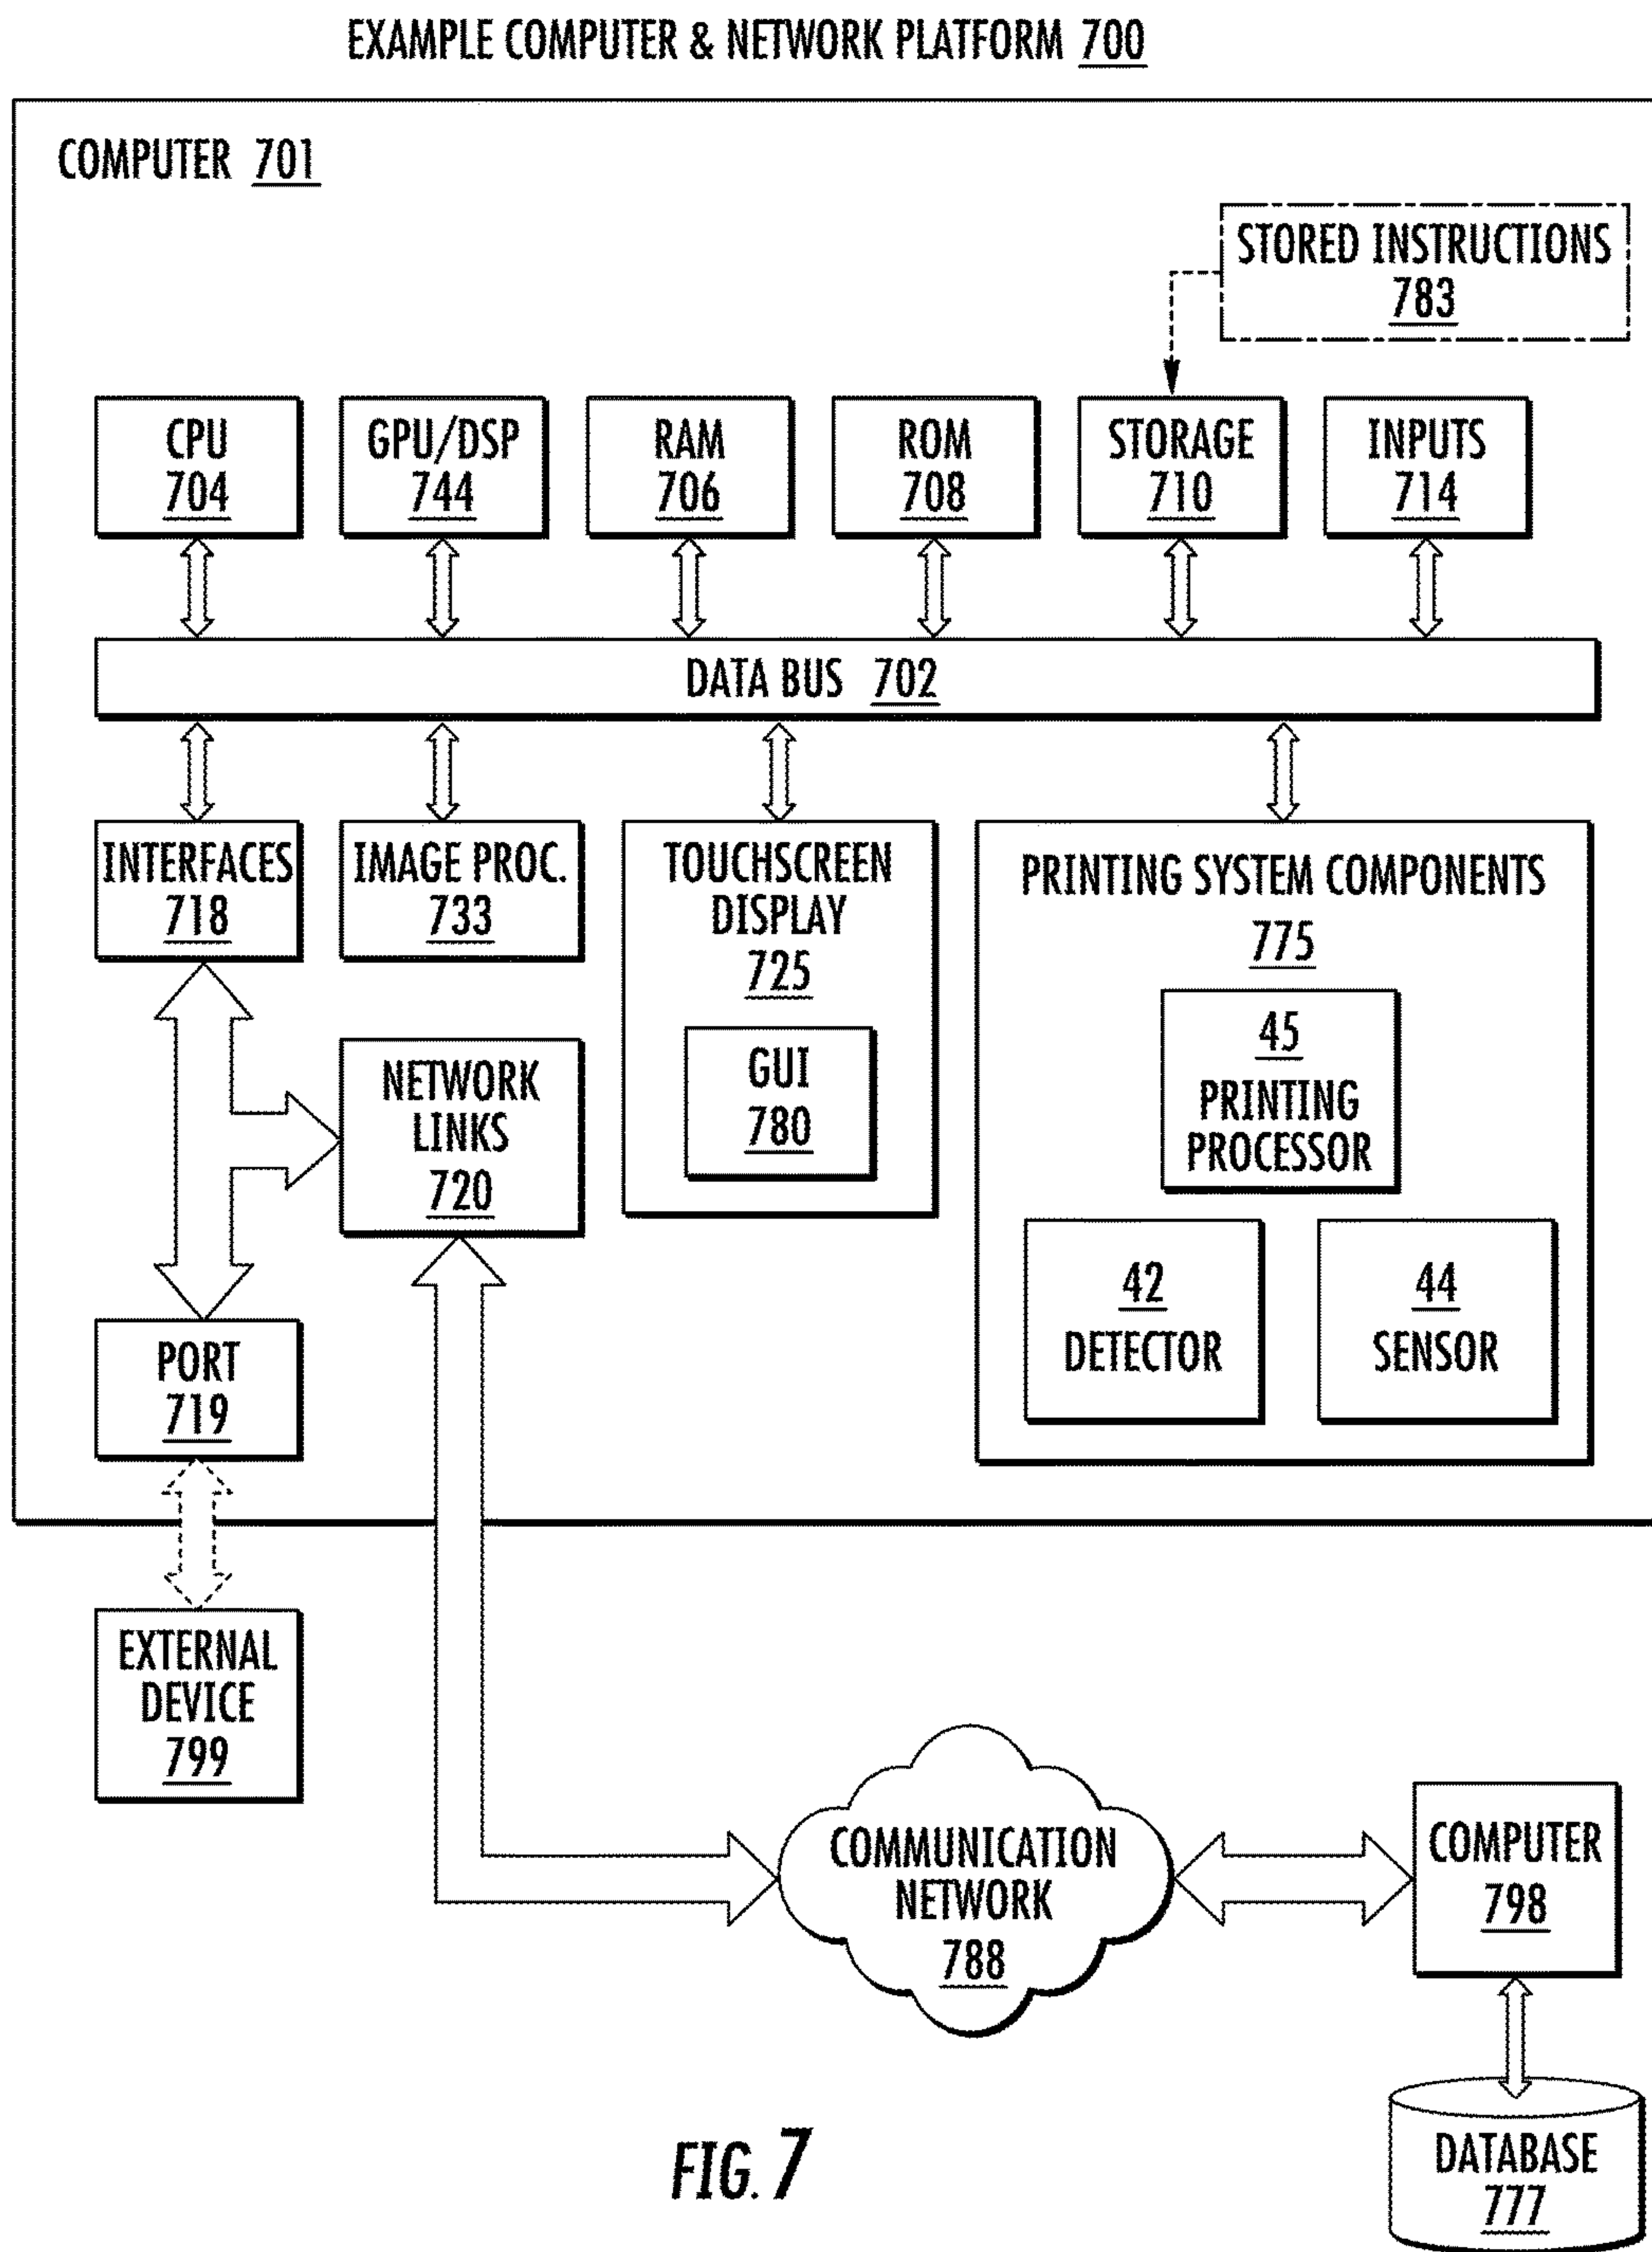 EXAMPLE COMPUTER & NETWORK PLATFORM 700
COMPUTER 701
STORED INSTRUCTIONS
783
CPU
704
GPU/DSP
744
RAM
706
ROM
708
STORAGE
710
INPUTS
714
DATA BUS 702
INTERFACES
718
IMAGE PROC.
733
TOUCHSCREEN
DISPLAY
725
GUI
780
PRINTING SYSTEM COMPONENTS
775
45
PRINTING
PROCESSOR
42
DETECTOR
44
SENSOR
NETWORK
LINKS
720
PORT
719
EXTERNAL
DEVICE
799
COMMUNICATION
NETWORK
788
COMPUTER
798
DATABASE
777
FIG. 7